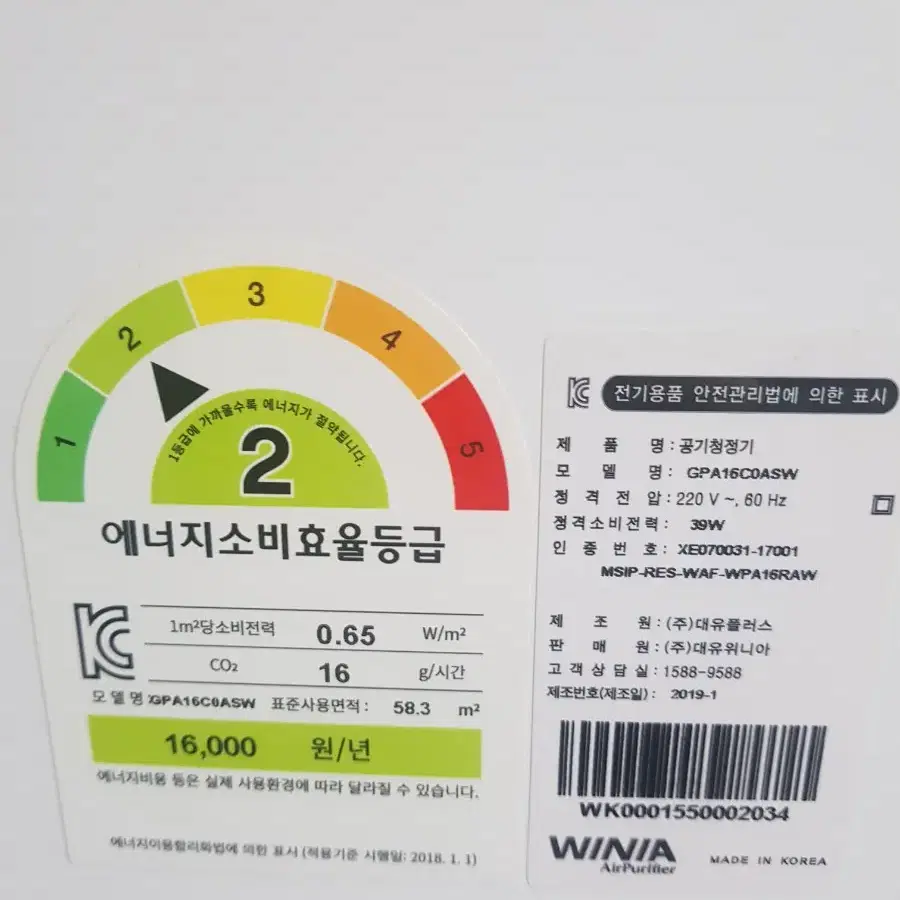 1
2
3
4
5
1등급에 가까울수록 에너지가 절약됩니다.
2
에너지소비효율등급
1m²당소비전력 0.65 W/m²
CO₂ 16 g/시간
모델명:GPA16C0ASW 표준사용면적: 58.3 m²
16,000 원/년
에너지비용 등은 실제 사용환경에 따라 달라질 수 있습니다.
에너지이용합리화법에 의한 표시 (적용기준 시행일: 2018. 1. 1)
전기용품 안전관리법에 의한 표시
제 품 명 : 공기청정기
모 델 명 : GPA16C0ASW
정 격 전 압 : 220 V ~, 60 Hz
정격소비전력 : 39W
인 증 번 호 : XE070031-17001
MSIP-RES-WAF-WPA16RAW
제 조 원 : (주)대유플러스
판 매 원 : (주)대유위니아
고 객 상 담 실 : 1588-9588
제조번호(제조일) : 2019-1
WK0001550002034
WINIA
AirPurifier
MADE IN KOREA